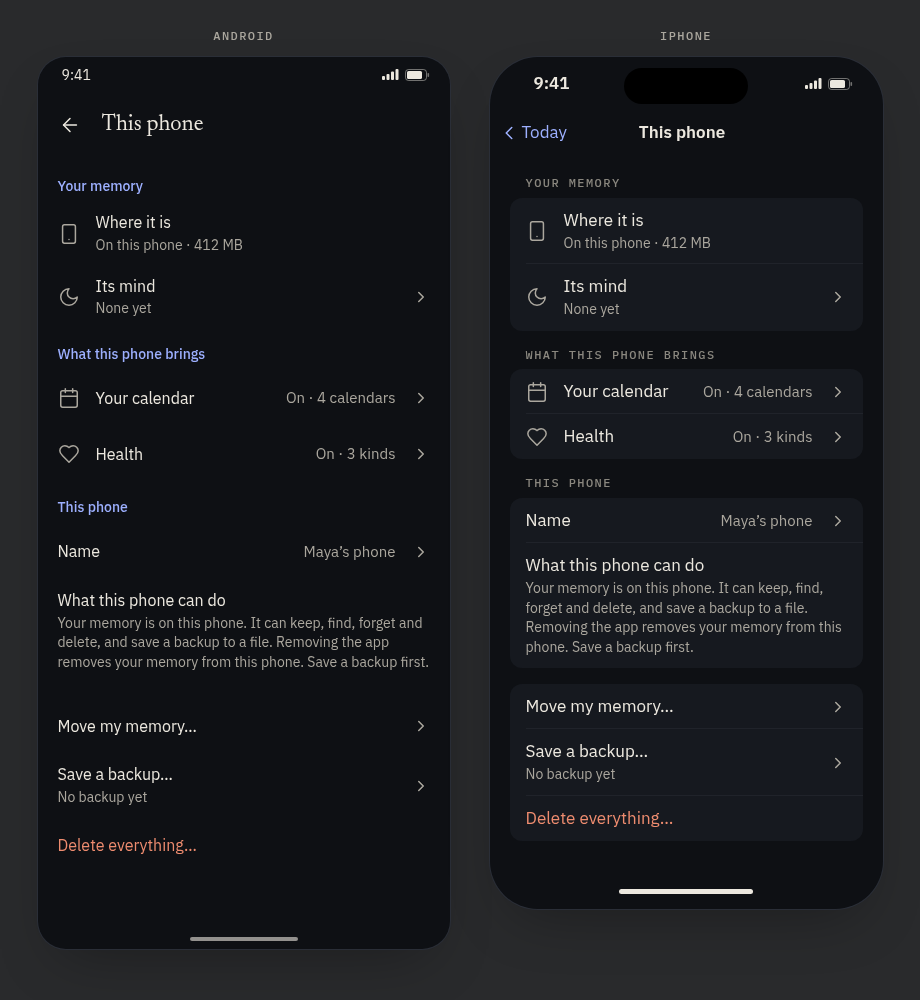 ANDROID
9:41
This phone
Your memory
Where it is
On this phone · 412 MB
Its mind
None yet
What this phone brings
Your calendar
On · 4 calendars
Health
On · 3 kinds
This phone
Name
Maya’s phone
What this phone can do
Your memory is on this phone. It can keep, find, forget and
delete, and save a backup to a file. Removing the app
removes your memory from this phone. Save a backup first.
Move my memory…
Save a backup…
No backup yet
Delete everything…
IPHONE
9:41
Today
This phone
YOUR MEMORY
Where it is
On this phone · 412 MB
Its mind
None yet
WHAT THIS PHONE BRINGS
Your calendar
On · 4 calendars
Health
On · 3 kinds
THIS PHONE
Name
Maya’s phone
What this phone can do
Your memory is on this phone. It can keep, find,
forget and delete, and save a backup to a file.
Removing the app removes your memory from this
phone. Save a backup first.
Move my memory…
Save a backup…
No backup yet
Delete everything…